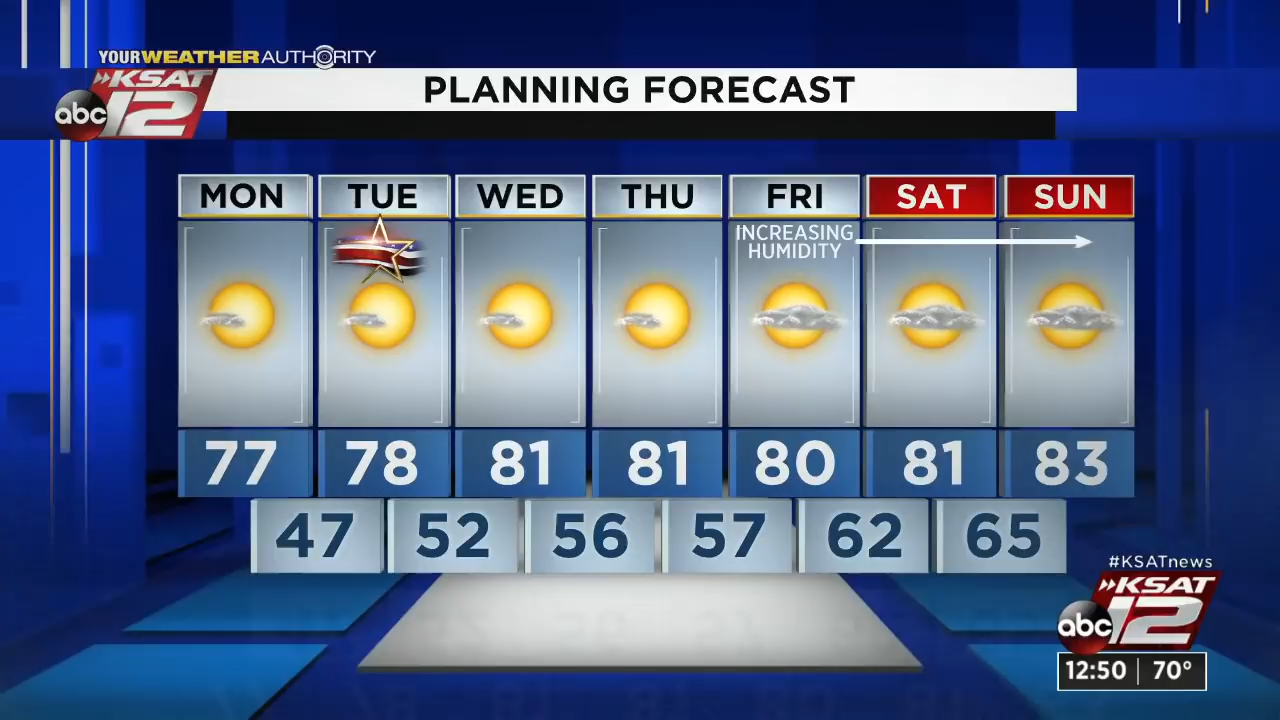 YOURWEATHERAUTHORITY
KSAT
abc 12
PLANNING FORECAST
MON TUE WED THU FRI SAT SUN
INCREASING
HUMIDITY
77 78 81 81 80 81 83
47 52 56 57 62 65
#KSATnews
KSAT
abc 12
12:50 70°